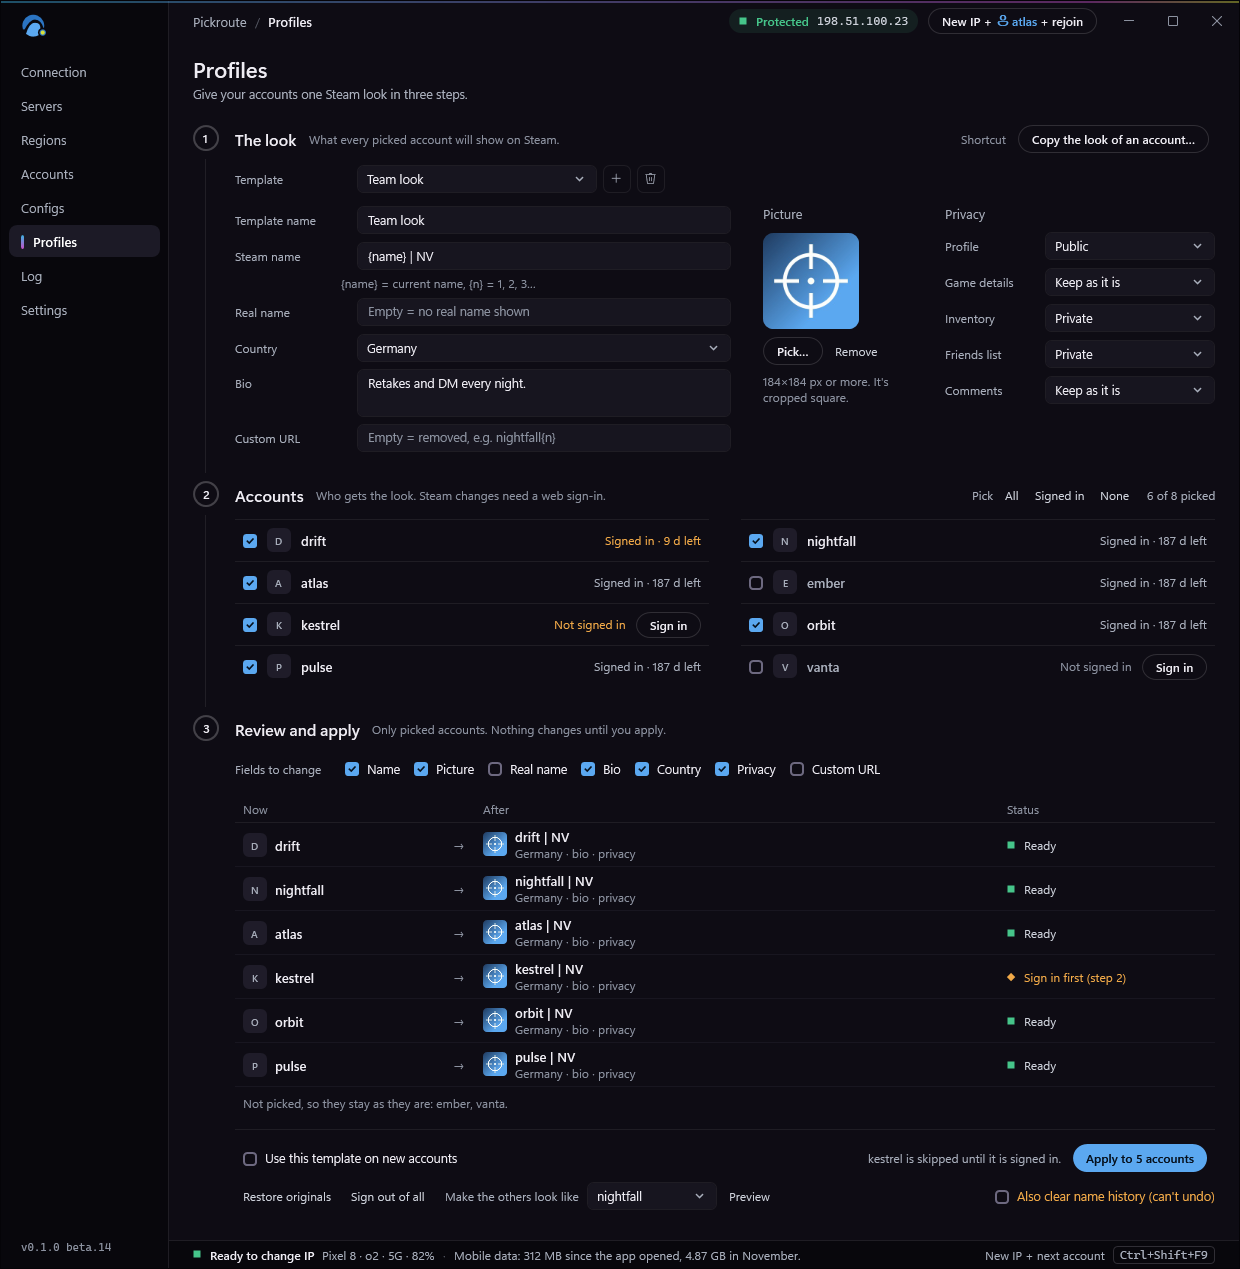 Pickroute / Profiles
Protected 198.51.100.23
New IP + atlas + rejoin
Connection
Servers
Regions
Accounts
Configs
Profiles
Log
Settings
v0.1.0 beta.14
Profiles
Give your accounts one Steam look in three steps.
1 The look What every picked account will show on Steam.
Shortcut Copy the look of an account...
Template Team look
Template name Team look
Steam name {name} | NV
{name} = current name, {n} = 1, 2, 3...
Real name Empty = no real name shown
Country Germany
Bio Retakes and DM every night.
Custom URL Empty = removed, e.g. nightfall{n}
Picture
Pick... Remove
184×184 px or more. It's
cropped square.
Privacy
Profile Public
Game details Keep as it is
Inventory Private
Friends list Private
Comments Keep as it is
2 Accounts Who gets the look. Steam changes need a web sign-in.
Pick All Signed in None 6 of 8 picked
D drift Signed in · 9 d left
N nightfall Signed in · 187 d left
A atlas Signed in · 187 d left
E ember Signed in · 187 d left
K kestrel Not signed in Sign in
O orbit Signed in · 187 d left
P pulse Signed in · 187 d left
V vanta Not signed in Sign in
3 Review and apply Only picked accounts. Nothing changes until you apply.
Fields to change Name Picture Real name Bio Country Privacy Custom URL
Now After Status
D drift → drift | NV Ready
Germany · bio · privacy
N nightfall → nightfall | NV Ready
Germany · bio · privacy
A atlas → atlas | NV Ready
Germany · bio · privacy
K kestrel → kestrel | NV Sign in first (step 2)
Germany · bio · privacy
O orbit → orbit | NV Ready
Germany · bio · privacy
P pulse → pulse | NV Ready
Germany · bio · privacy
Not picked, so they stay as they are: ember, vanta.
Use this template on new accounts
kestrel is skipped until it is signed in. Apply to 5 accounts
Restore originals Sign out of all Make the others look like nightfall Preview
Also clear name history (can't undo)
Ready to change IP Pixel 8 · o2 · 5G · 82% · Mobile data: 312 MB since the app opened, 4.87 GB in November.
New IP + next account Ctrl+Shift+F9